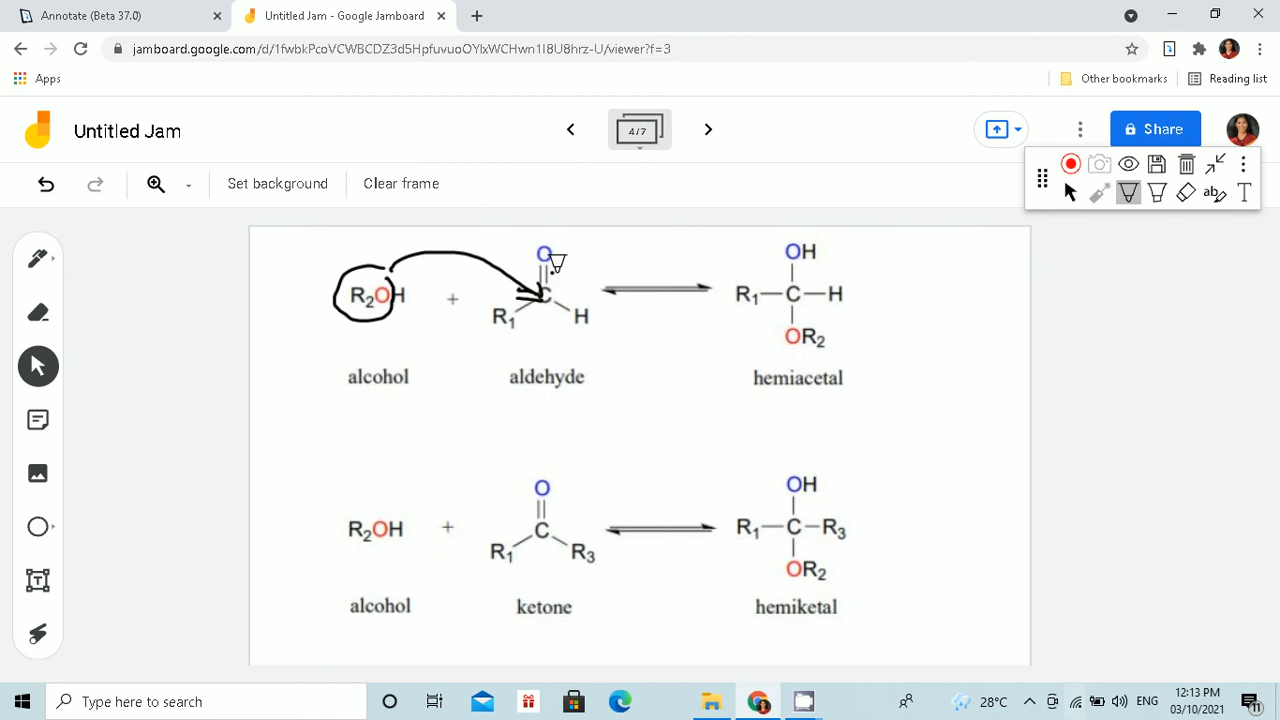 Annotate (Beta 37.0)
Untitled Jam - Google Jamboard
jamboard.google.com/d/1fwbkPcoVCWBCDZ3d5HpfuvuoOYlxWCHwn1I8U8hrz-U/viewer?f=3
Apps
Other bookmarks
Reading list
Untitled Jam
4/7
Share
Set background
Clear frame
ab
T
R₂OH + O C R₁ H
OH
R₁—C—H
OR₂
alcohol aldehyde hemiacetal
R₂OH + O C R₁ R₃
OH
R₁—C—R₃
OR₂
alcohol ketone hemiketal
Type here to search
28°C
ENG
12:13 PM
03/10/2021
11